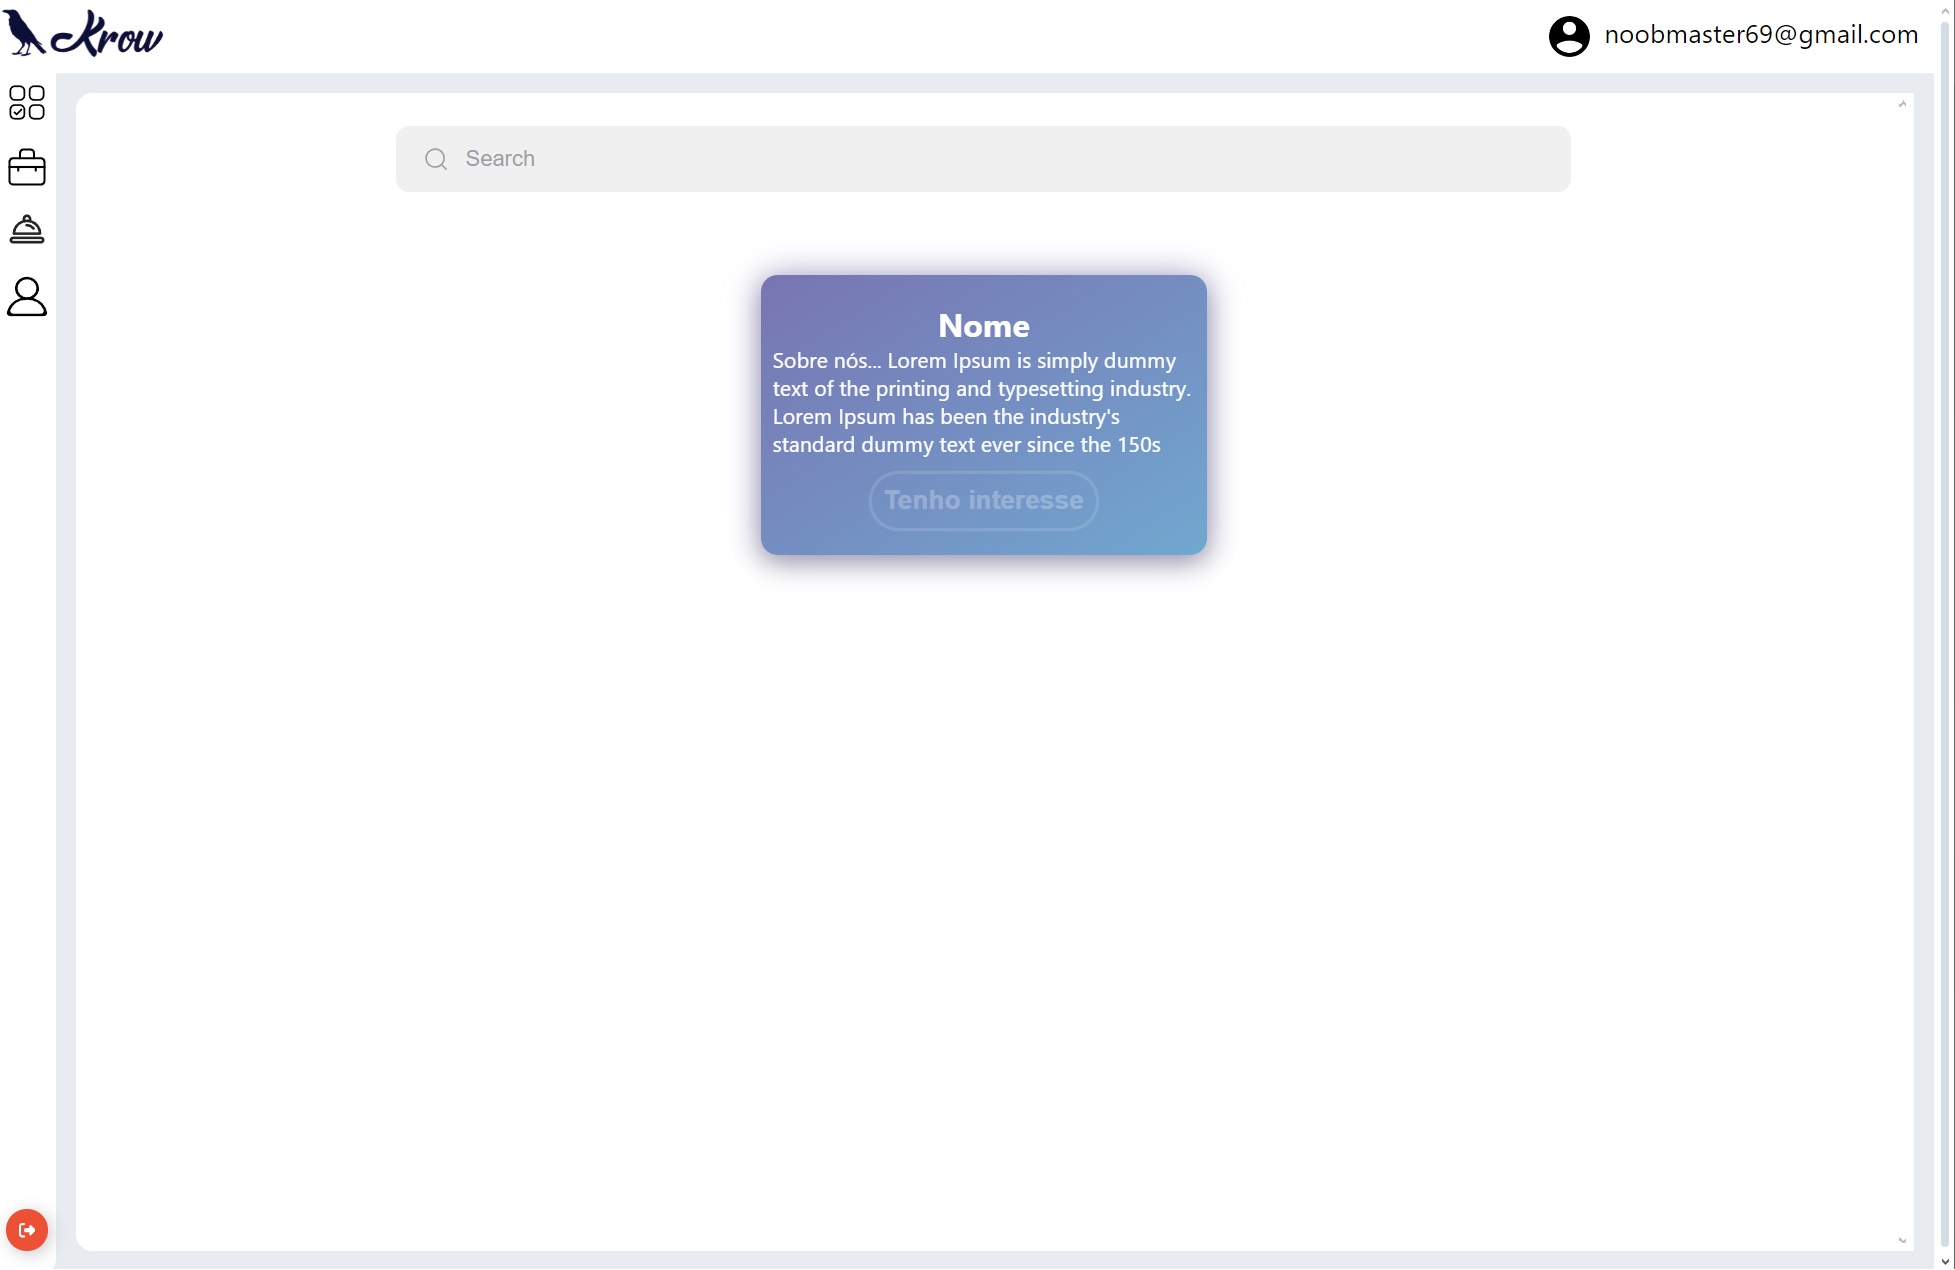 Krow
noobmaster69@gmail.com
Search
Nome
Sobre nós... Lorem Ipsum is simply dummy
text of the printing and typesetting industry.
Lorem Ipsum has been the industry's
standard dummy text ever since the 150s
Tenho interesse